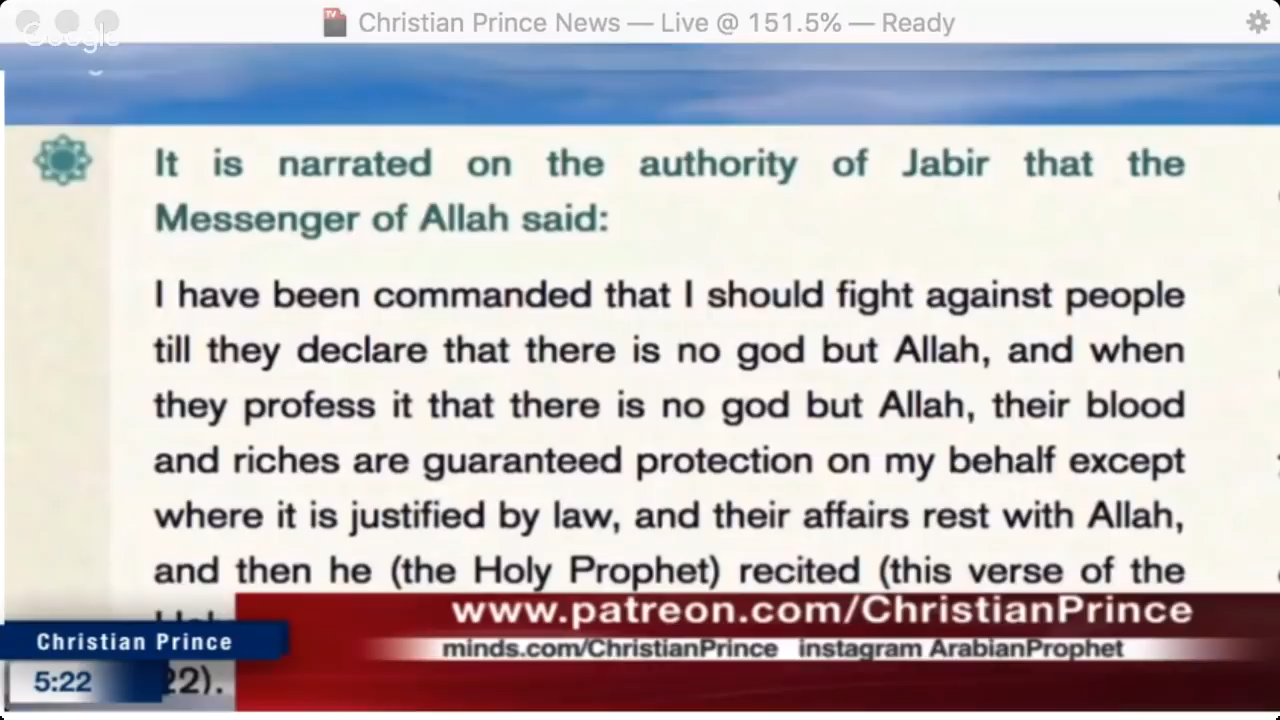 Christian Prince News — Live @ 151.5% — Ready
Google
TV
It is narrated on the authority of Jabir that the
Messenger of Allah said:
I have been commanded that I should fight against people
till they declare that there is no god but Allah, and when
they profess it that there is no god but Allah, their blood
and riches are guaranteed protection on my behalf except
where it is justified by law, and their affairs rest with Allah,
and then he (the Holy Prophet) recited (this verse of the
www.patreon.com/ChristianPrince
Christian Prince
minds.com/ChristianPrince instagram ArabianProphet
5:22
22).